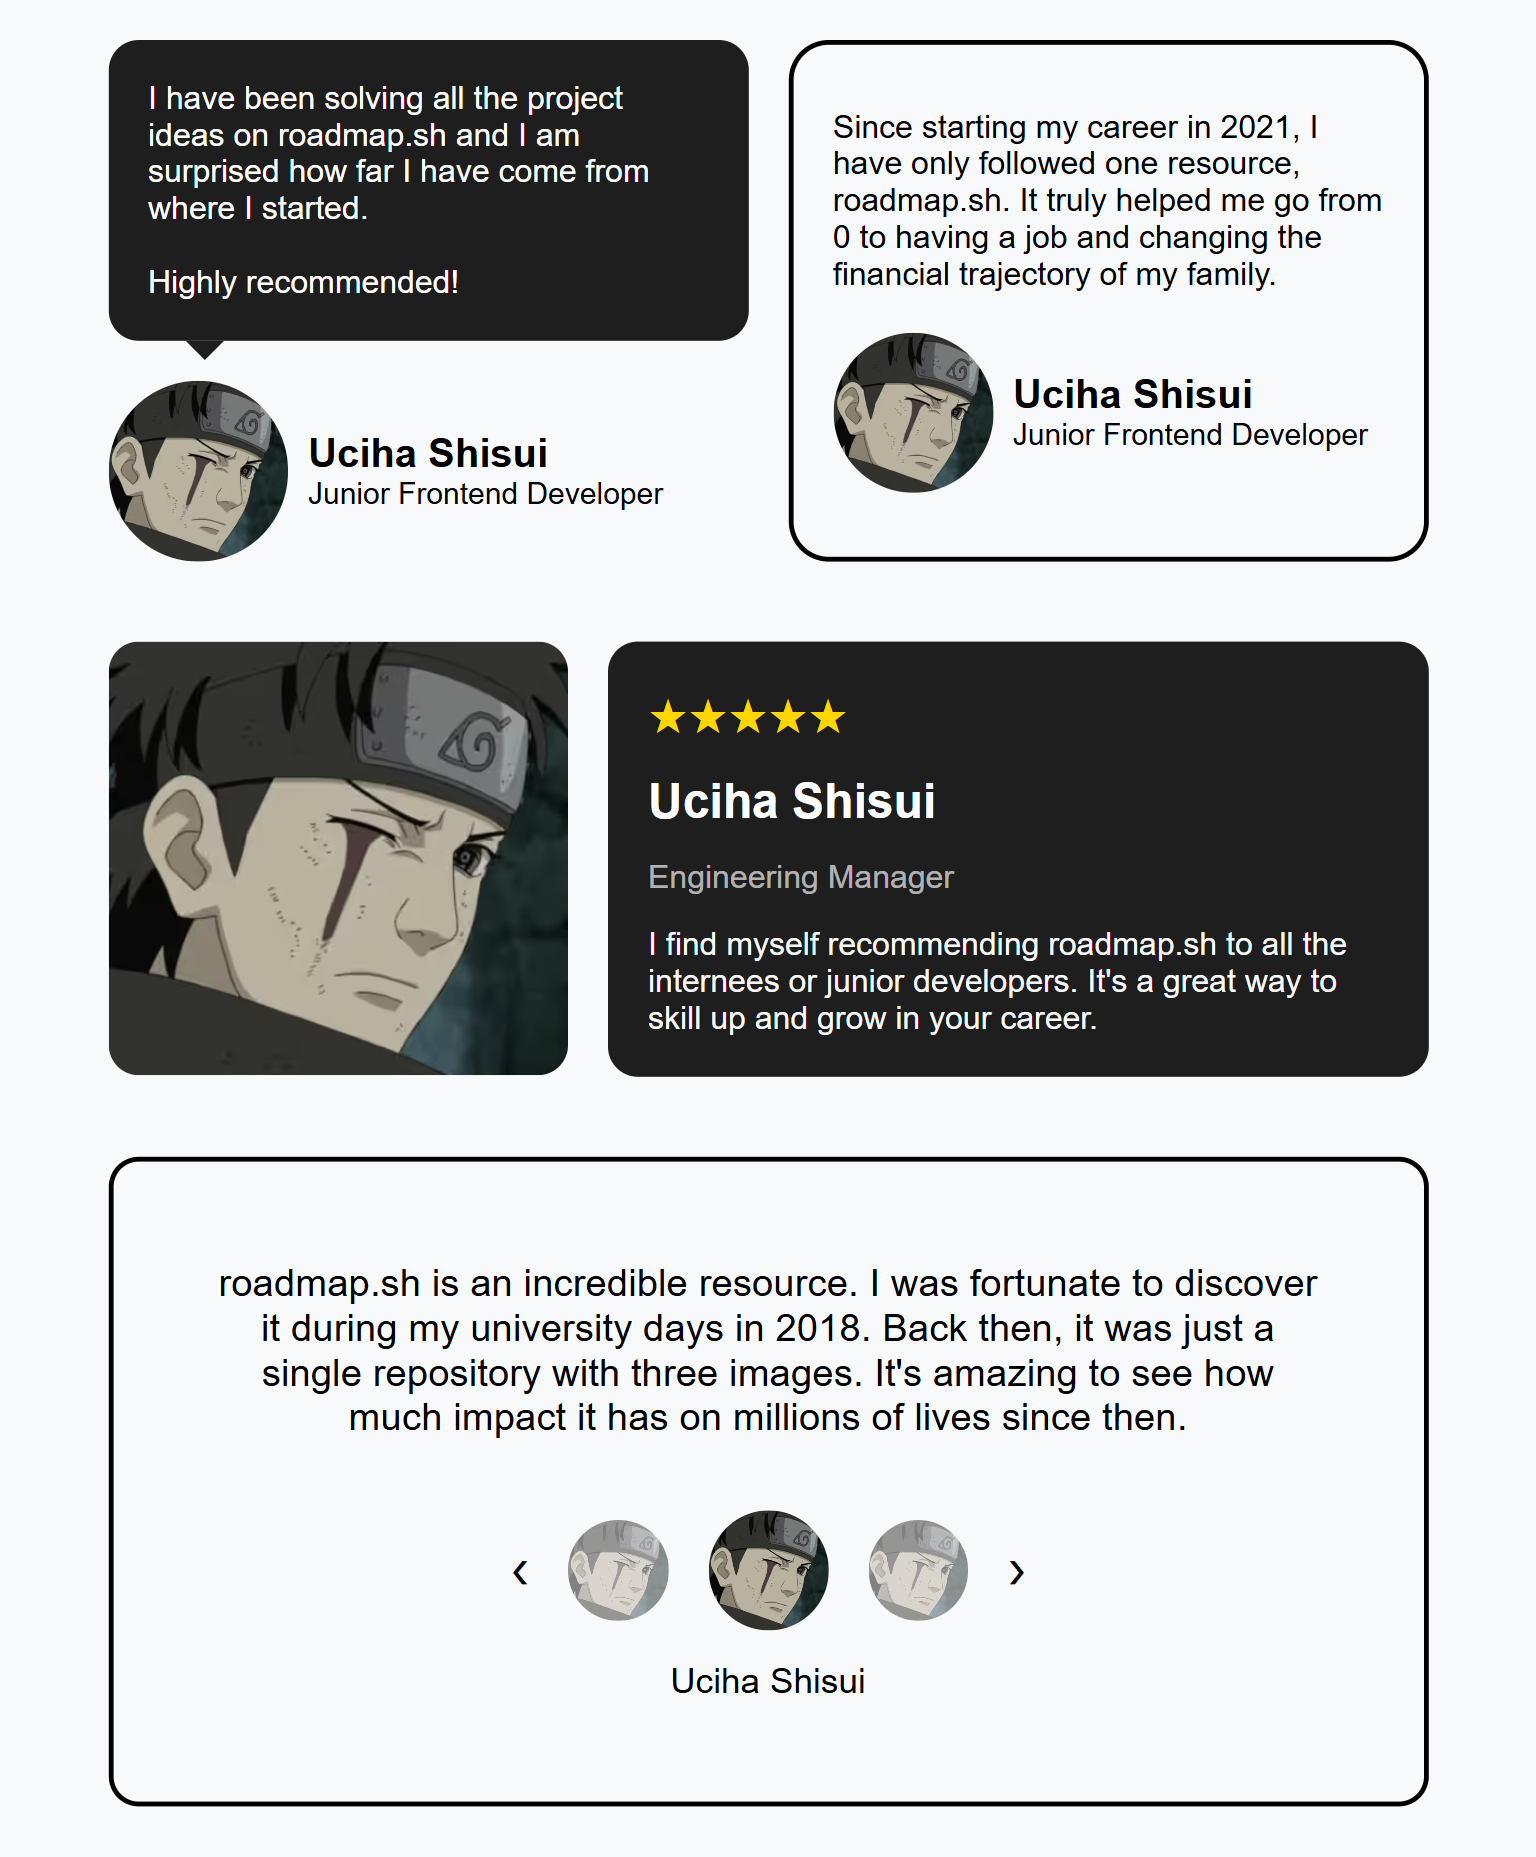 I have been solving all the project
ideas on roadmap.sh and I am
surprised how far I have come from
where I started.
Highly recommended!
Uciha Shisui
Junior Frontend Developer
Since starting my career in 2021, I
have only followed one resource,
roadmap.sh. It truly helped me go from
0 to having a job and changing the
financial trajectory of my family.
Uciha Shisui
Junior Frontend Developer
★★★★★
Uciha Shisui
Engineering Manager
I find myself recommending roadmap.sh to all the
internees or junior developers. It's a great way to
skill up and grow in your career.
roadmap.sh is an incredible resource. I was fortunate to discover
it during my university days in 2018. Back then, it was just a
single repository with three images. It's amazing to see how
much impact it has on millions of lives since then.
‹ ›
Uciha Shisui